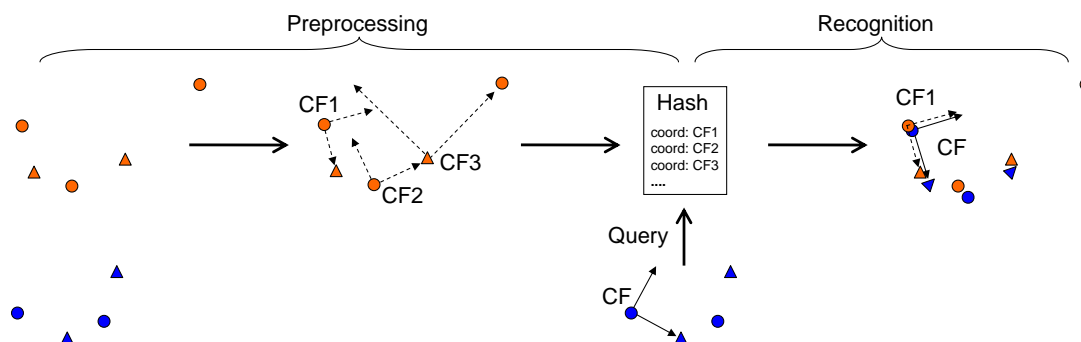 Preprocessing
Recognition
CF1
CF3
CF2
Hash
coord: CF1
coord: CF2
coord: CF3
....
CF1
CF
Query
CF